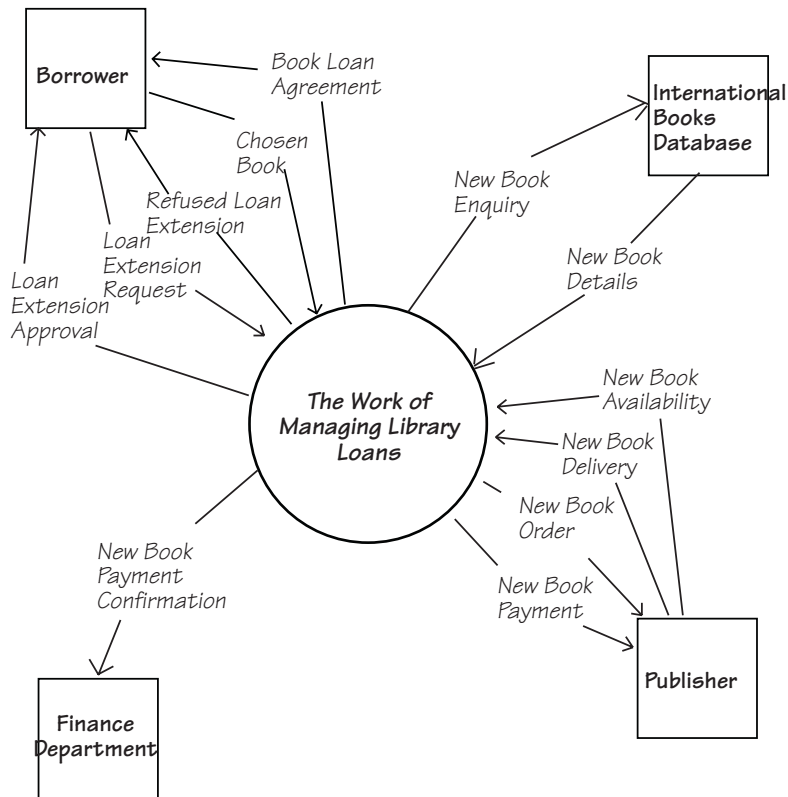 Borrower
Book Loan
Agreement
Chosen
Book
Refused Loan
Extension
Loan
Extension
Request
Loan
Extension
Approval
International
Books
Database
New Book
Enquiry
New Book
Details
The Work of
Managing Library
Loans
New Book
Availability
New Book
Delivery
New Book
Order
New Book
Payment
Publisher
New Book
Payment
Confirmation
Finance
Department